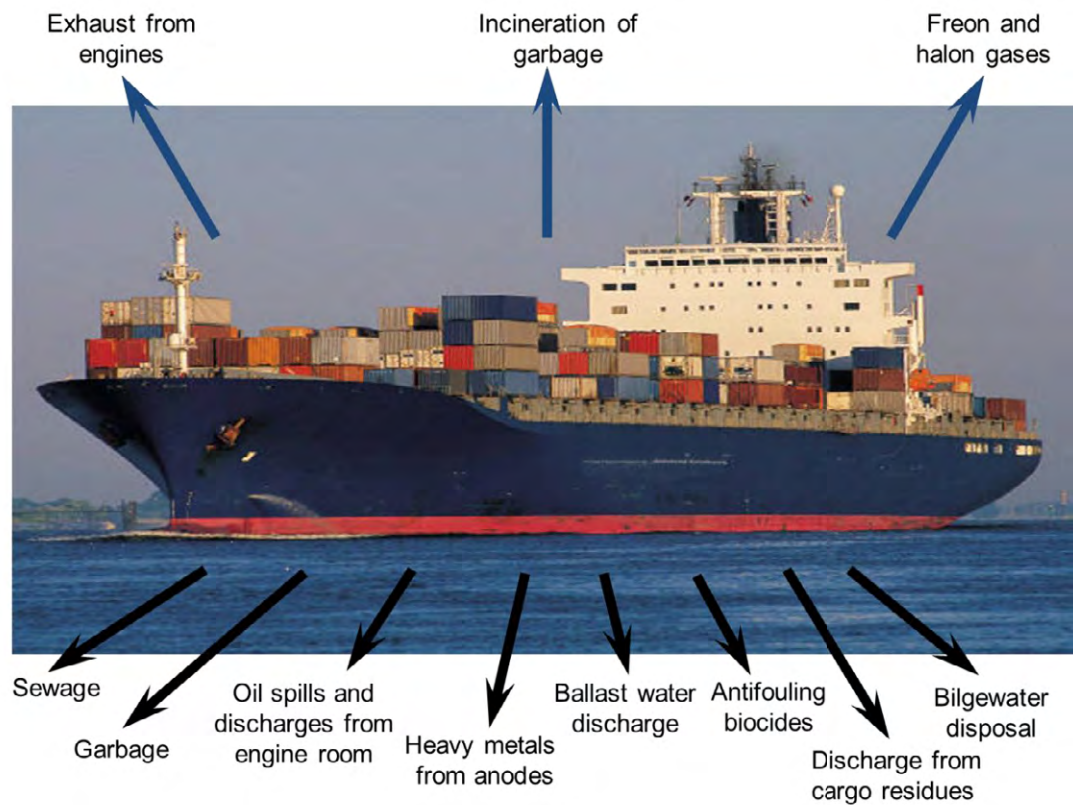 Exhaust from
engines
Incineration of
garbage
Freon and
halon gases
Sewage
Garbage
Oil spills and
discharges from
engine room
Heavy metals
from anodes
Ballast water
discharge
Antifouling
biocides
Discharge from
cargo residues
Bilgewater
disposal